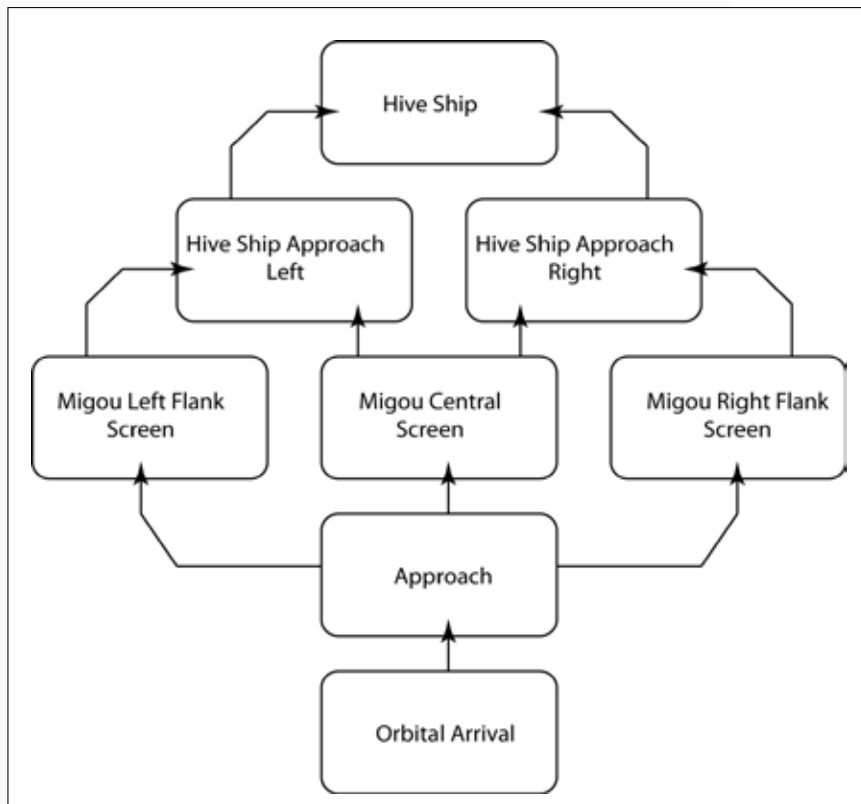 Hive Ship
Hive Ship Approach
Left
Hive Ship Approach
Right
Migou Left Flank
Screen
Migou Central
Screen
Migou Right Flank
Screen
Approach
Orbital Arrival